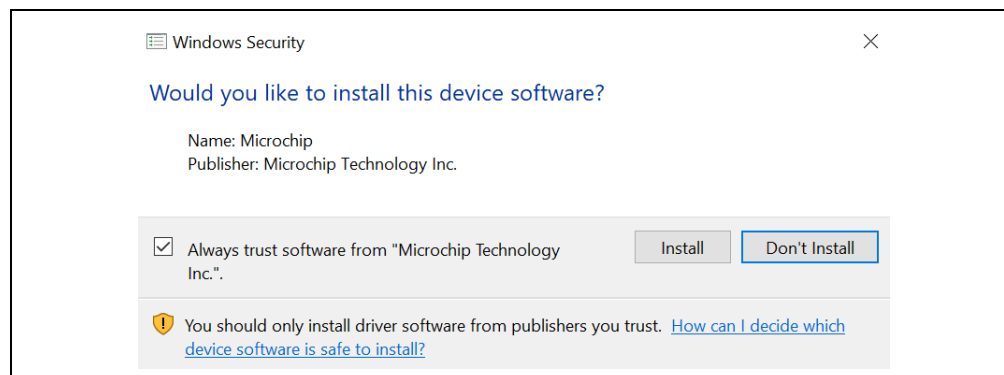 Windows Security
Would you like to install this device software?
Name: Microchip
Publisher: Microchip Technology Inc.
Always trust software from "Microchip Technology
Inc.".
Install
Don't Install
You should only install driver software from publishers you trust. How can I decide which
device software is safe to install?